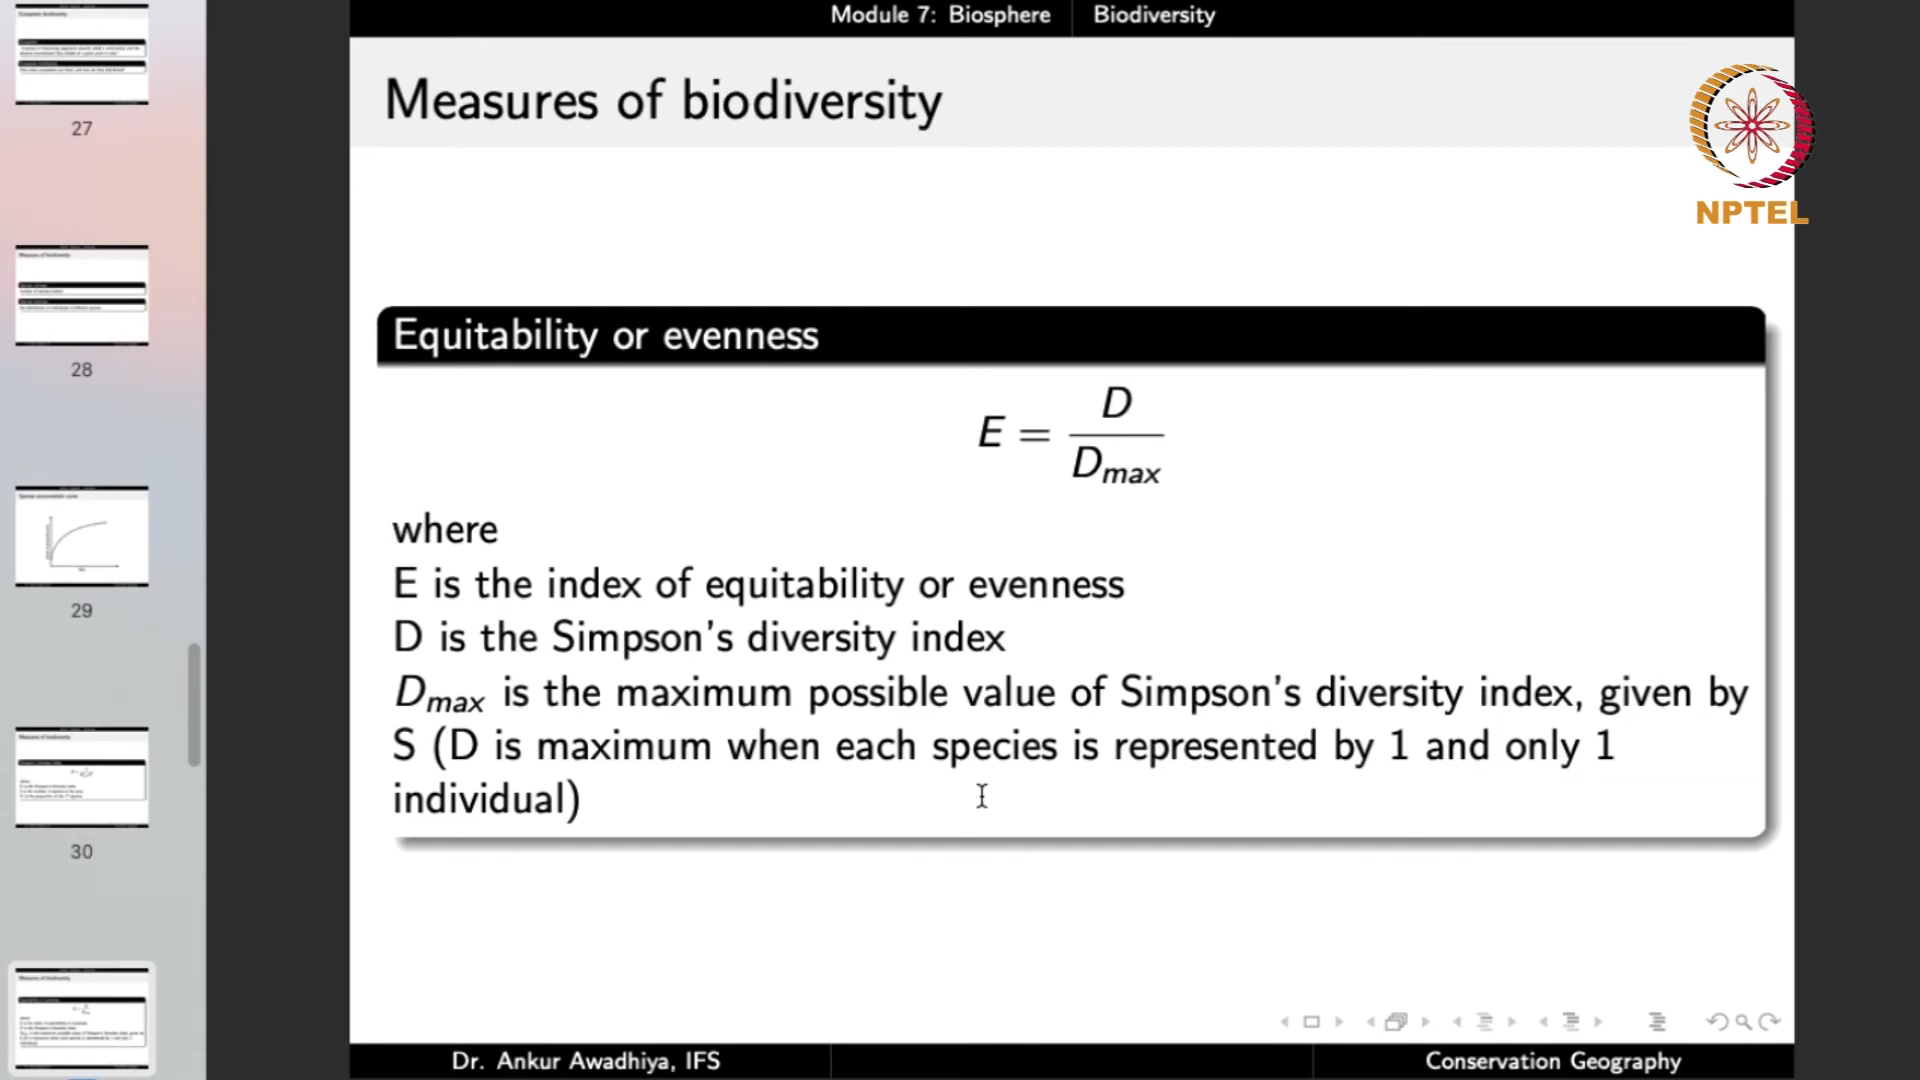 Module 7: Biosphere Biodiversity
Measures of biodiversity
NPTEL
Equitability or evenness
E = D / Dmax
where
E is the index of equitability or evenness
D is the Simpson's diversity index
Dmax is the maximum possible value of Simpson's diversity index, given by
S (D is maximum when each species is represented by 1 and only 1
individual)
Dr. Ankur Awadhiya, IFS Conservation Geography
27
28
29
30